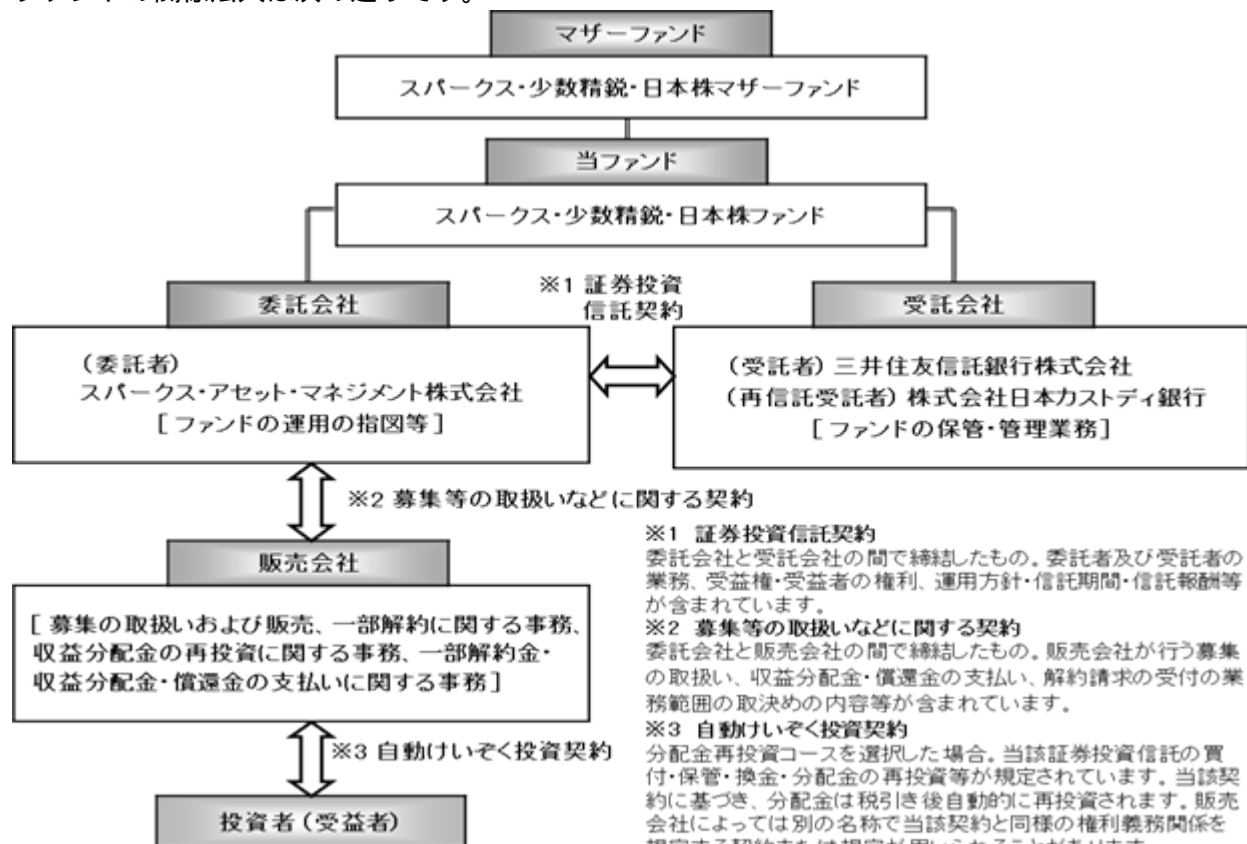 マザーファンド
スパークス・少数精鋭・日本株マザーファンド
当ファンド
スパークス・少数精鋭・日本株ファンド
※1 証券投資
信託契約
委託会社
(委託者)
スパークス・アセット・マネジメント株式会社
[ファンドの運用の指図等]
受託会社
(受託者) 三井住友信託銀行株式会社
(再信託受託者) 株式会社日本カストディ銀行
[ファンドの保管・管理業務]
※2 募集等の取扱いなどに関する契約
販売会社
[ 募集の取扱いおよび販売、一部解約に関する事務、
収益分配金の再投資に関する事務、一部解約金・
収益分配金・償還金の支払いに関する事務]
※3 自動けいぞく投資契約
投資者(受益者)
※1 証券投資信託契約
委託会社と受託会社の間で締結したもの。委託者及び受託者の
業務、受益権・受益者の権利、運用方針・信託期間・信託報酬等
が含まれています。
※2 募集等の取扱いなどに関する契約
委託会社と販売会社の間で締結したもの。販売会社が行う募集
の取扱い、収益分配金・償還金の支払い、解約請求の受付の業
務範囲の取決めの内容等が含まれています。
※3 自動けいぞく投資契約
分配金再投資コースを選択した場合。当該証券投資信託の買
付・保管・換金・分配金の再投資等が規定されています。当該契
約に基づき、分配金は税引き後自動的に再投資されます。販売
会社によっては別の名称で当該契約と同様の権利義務関係を